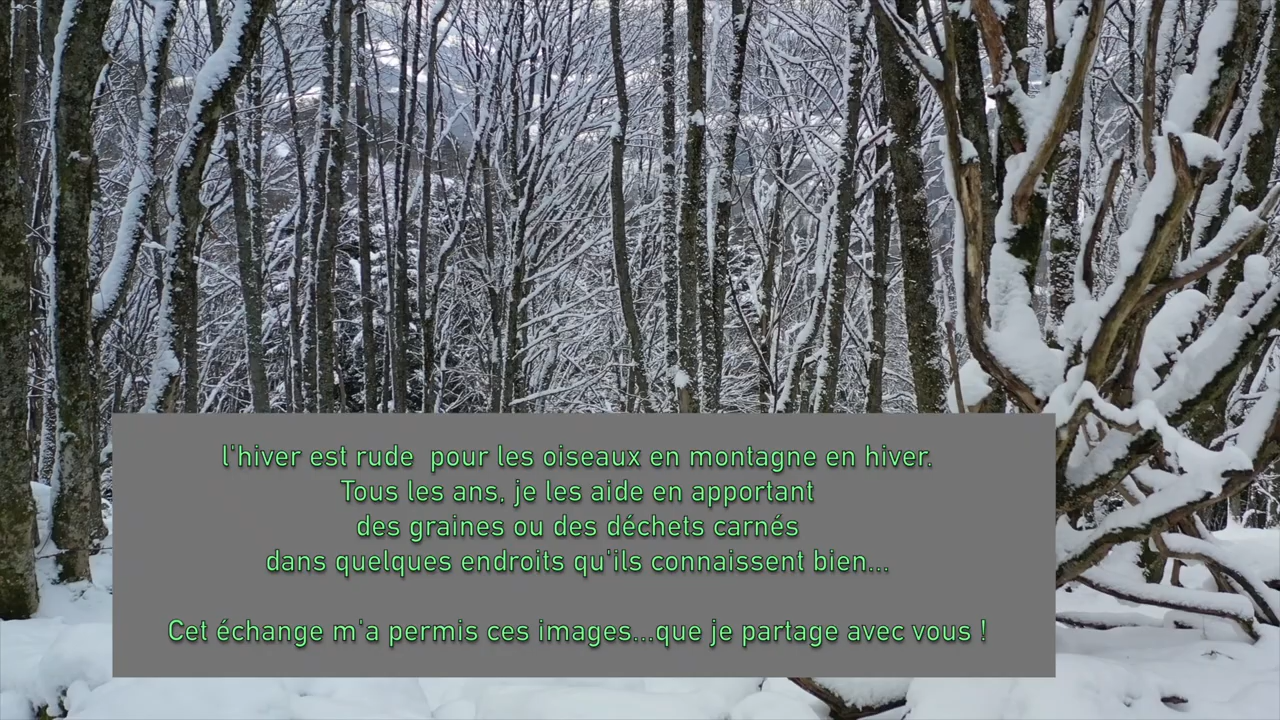 l'hiver est rude  pour les oiseaux en montagne en hiver.
Tous les ans, je les aide en apportant
des graines ou des déchets carnés
dans quelques endroits qu'ils connaissent bien...
Cet échange m'a permis ces images...que je partage avec vous !